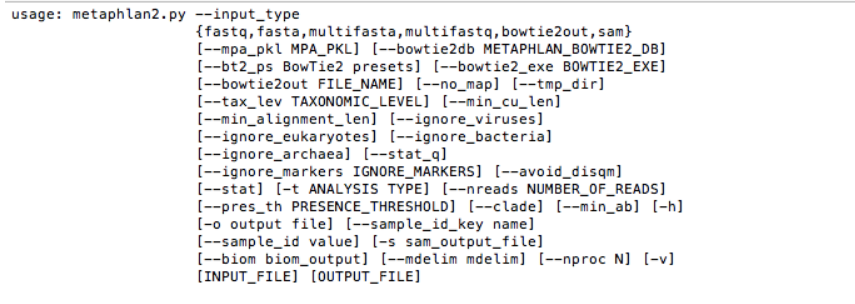 usage: metaphlan2.py --input_type
{fastq,fasta,multifasta,multifastq,bowtie2out,sam}
[--mpa_pkl MPA_PKL] [--bowtie2db METAPHLAN_BOWTIE2_DB]
[--bt2_ps BowTie2 presets] [--bowtie2_exe BOWTIE2_EXE]
[--bowtie2out FILE_NAME] [--no_map] [--tmp_dir]
[--tax_lev TAXONOMIC_LEVEL] [--min_cu_len]
[--min_alignment_len] [--ignore_viruses]
[--ignore_eukaryotes] [--ignore_bacteria]
[--ignore_archaea] [--stat_q]
[--ignore_markers IGNORE_MARKERS] [--avoid_disqm]
[--stat] [-t ANALYSIS TYPE] [--nreads NUMBER_OF_READS]
[--pres_th PRESENCE_THRESHOLD] [--clade] [--min_ab] [-h]
[-o output file] [--sample_id_key name]
[--sample_id value] [-s sam_output_file]
[--biom biom_output] [--mdelim mdelim] [--nproc N] [-v]
[INPUT_FILE] [OUTPUT_FILE]